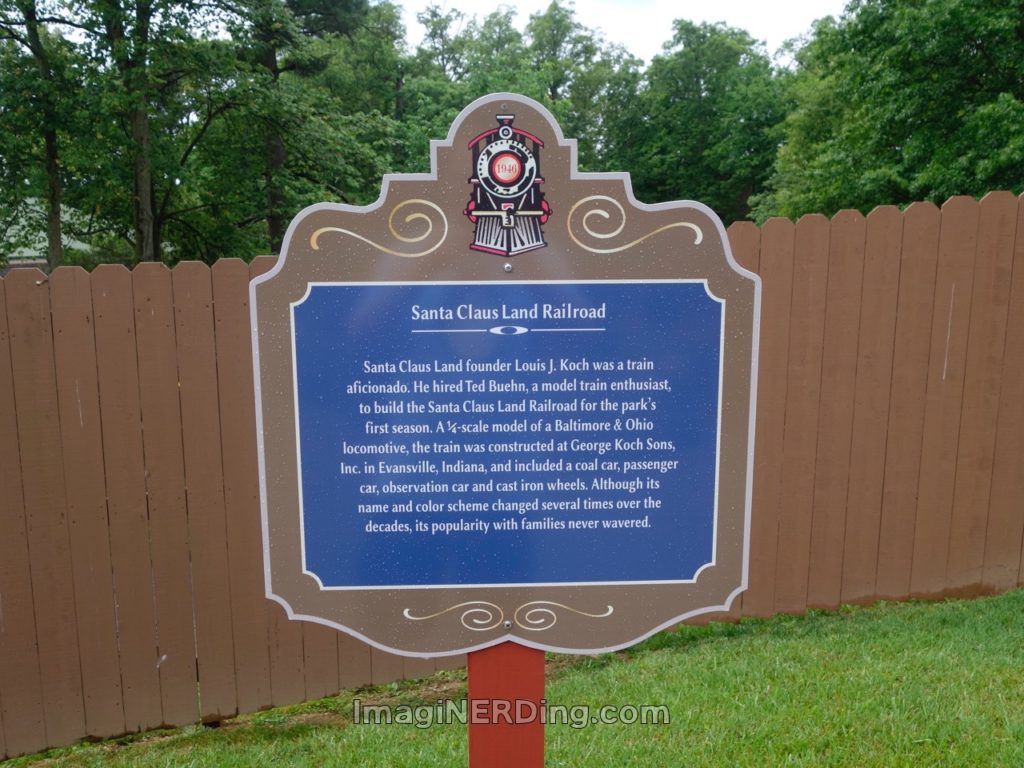 1946
Santa Claus Land Railroad
Santa Claus Land founder Louis J. Koch was a train
aficionado. He hired Ted Buehn, a model train enthusiast,
to build the Santa Claus Land Railroad for the park's
first season. A ¼-scale model of a Baltimore & Ohio
locomotive, the train was constructed at George Koch Sons,
Inc. in Evansville, Indiana, and included a coal car, passenger
car, observation car and cast iron wheels. Although its
name and color scheme changed several times over the
decades, its popularity with families never wavered.
ImagiNERDing.com